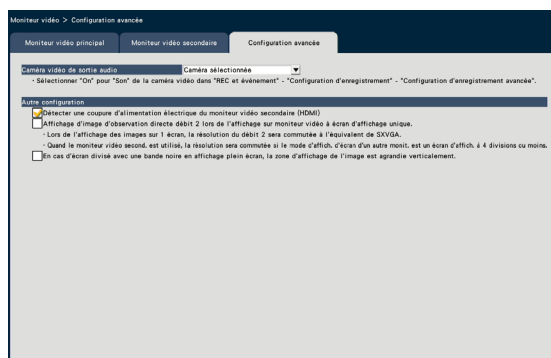 Moniteur vidéo > Configuration avancée
Moniteur vidéo principal Moniteur vidéo secondaire Configuration avancée
Caméra vidéo de sortie audio Caméra sélectionnée
・Sélectionner "On" pour "Son" de la caméra vidéo dans "REC et événement" - "Configuration d'enregistrement" - "Configuration d'enregistrement avancée".
Autre configuration
Détecter une coupure d'alimentation électrique du moniteur vidéo secondaire (HDMI)
Affichage d'image d'observation directe débit 2 lors de l'affichage sur moniteur vidéo à écran d'affichage unique.
・Lors de l'affichage des images sur 1 écran, la résolution du débit 2 sera commutée à l'équivalent de SXVGA.
・Quand le moniteur vidéo second. est utilisé, la résolution sera commutée si le mode d'affich. d'écran d'un autre monit. est un écran d'affich. à 4 divisions ou moins.
En cas d'écran divisé avec une bande noire en affichage plein écran, la zone d'affichage de l'image est agrandie verticalement.